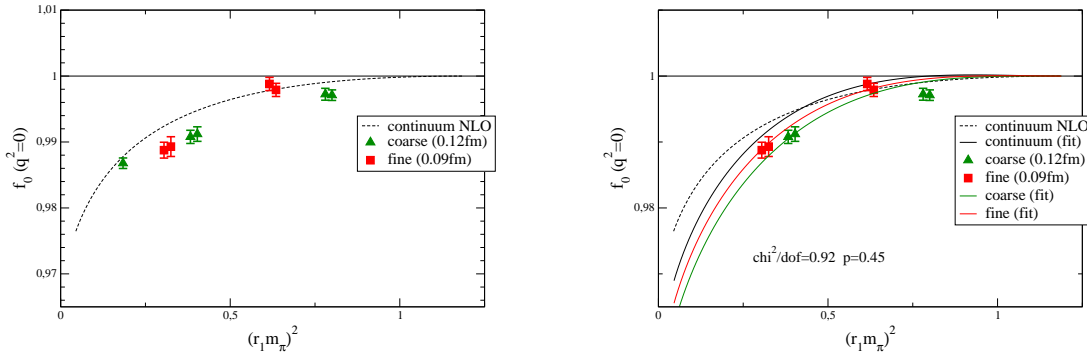 1,01
1
0,99
0,98
0,97
f0 (q²=0)
0
0,5
1
(r1mπ)²
continuum NLO
coarse (0.12fm)
fine (0.09fm)
1
0,98
f0 (q²=0)
0
0,5
1
(r1mπ)²
continuum NLO
continuum (fit)
coarse (0.12fm)
fine (0.09fm)
coarse (fit)
fine (fit)
chi²/dof=0.92 p=0.45